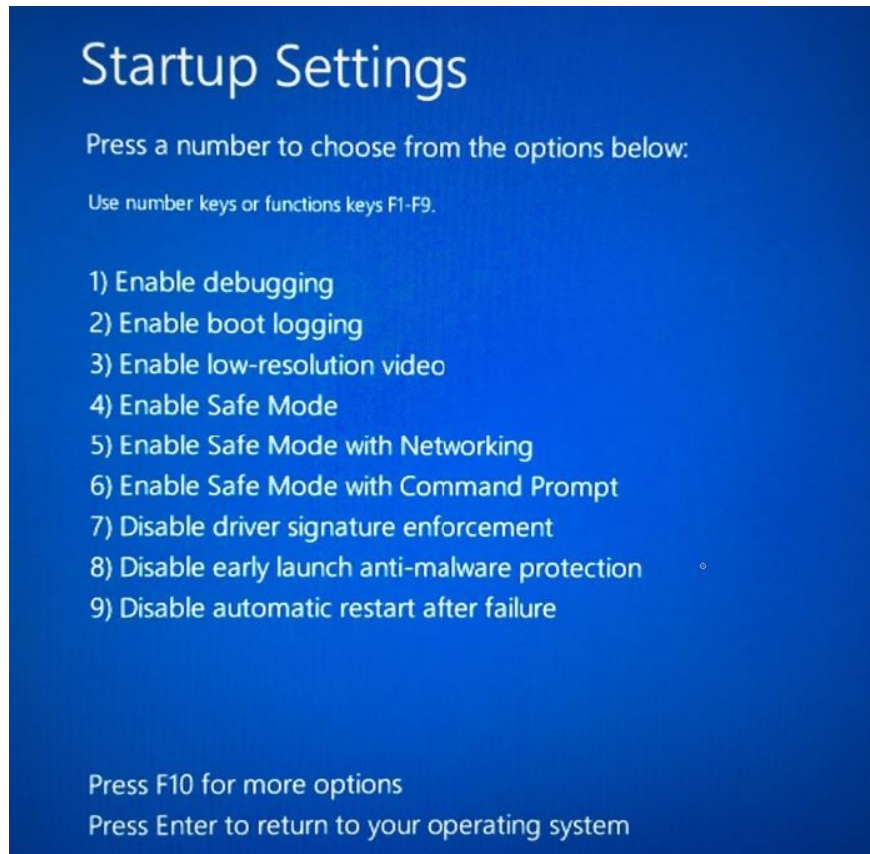 Startup Settings
Press a number to choose from the options below:
Use number keys or functions keys F1-F9.
1) Enable debugging
2) Enable boot logging
3) Enable low-resolution video
4) Enable Safe Mode
5) Enable Safe Mode with Networking
6) Enable Safe Mode with Command Prompt
7) Disable driver signature enforcement
8) Disable early launch anti-malware protection
9) Disable automatic restart after failure
Press F10 for more options
Press Enter to return to your operating system